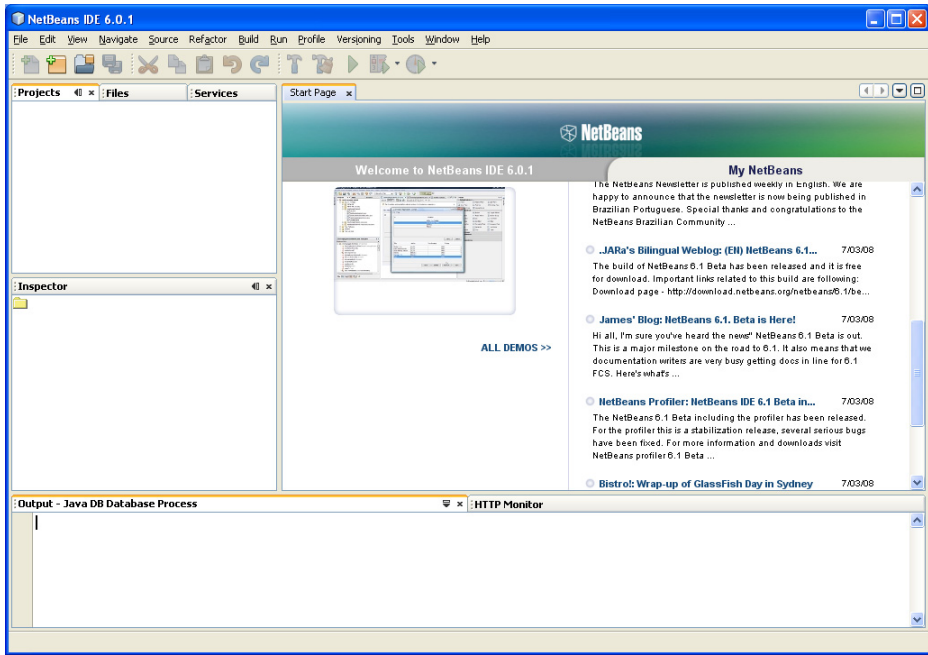 NetBeans IDE 6.0.1
File Edit View Navigate Source Refactor Build Run Profile Versioning Tools Window Help
Projects Files Services
Start Page
NetBeans
Welcome to NetBeans IDE 6.0.1
My NetBeans
The NetBeans Newsletter is published weekly in English. We are
happy to announce that the newsletter is now being published in
Brazilian Portuguese. Special thanks and congratulations to the
NetBeans Brazilian Community ...
.JARa's Bilingual Weblog: (EN) NetBeans 6.1... 7/03/08
The build of NetBeans 6.1 Beta has been released and it is free
for download. Important links related to this build are following:
Download page - http://download.netbeans.org/netbeans/6.1/be...
James' Blog: NetBeans 6.1. Beta is Here! 7/03/08
Hi all, I'm sure you've heard the news" NetBeans 6.1 Beta is out.
This is a major milestone on the road to 6.1. It also means that we
documentation writers are very busy getting docs in line for 6.1
FCS. Here's what's ...
NetBeans Profiler: NetBeans IDE 6.1 Beta in... 7/03/08
The NetBeans 6.1 Beta including the profiler has been released.
For the profiler this is a stabilization release, several serious bugs
have been fixed. For more information and downloads visit
NetBeans profiler 6.1 Beta ...
Bistro!: Wrap-up of GlassFish Day in Sydney 7/03/08
ALL DEMOS >>
Inspector
Output - Java DB Database Process
HTTP Monitor